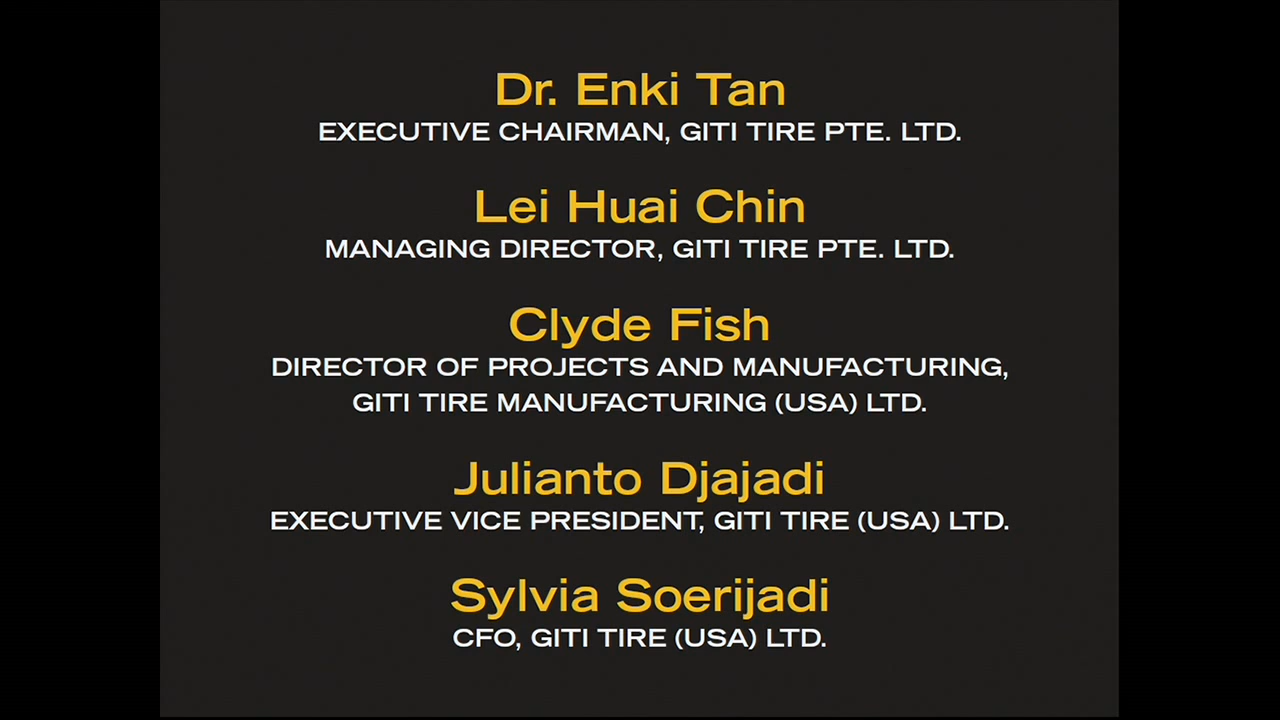 Dr. Enki Tan
EXECUTIVE CHAIRMAN, GITI TIRE PTE. LTD.
Lei Huai Chin
MANAGING DIRECTOR, GITI TIRE PTE. LTD.
Clyde Fish
DIRECTOR OF PROJECTS AND MANUFACTURING,
GITI TIRE MANUFACTURING (USA) LTD.
Julianto Djajadi
EXECUTIVE VICE PRESIDENT, GITI TIRE (USA) LTD.
Sylvia Soerijadi
CFO, GITI TIRE (USA) LTD.